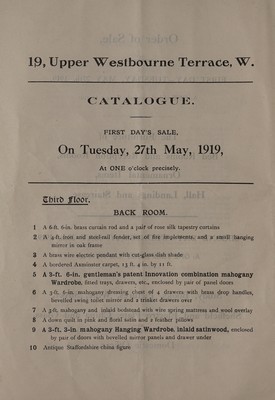 19, Upper Westbourne Terrace, W.
CATALOGUE.
FIRST DAY'S SALE,
On Tuesday, 27th May, 1919,
At ONE o'clock precisely.
Third Floor.
BACK ROOM.
1 A 6-ft. 6-in. brass curtain rod and a pair of rose silk tapestry curtains
2 A 4-ft. iron and steel-rail fender, set of fire implements, and a small hanging
mirror in oak frame
3 A brass wire electric pendant with cut-glass dish shade
4 A bordered Axminster carpet, 13 ft. 4 in. by 11 ft.
5 A 3-ft. 6-in. gentleman's patent Innovation combination mahogany
Wardrobe, fitted trays, drawers, etc., enclosed by pair of panel doors
6 A 3-ft. 6-in. mahogany dressing chest of 4 drawers with brass drop handles,
bevelled swing toilet mirror and 2 trinket drawers over
7 A 3-ft. mahogany and inlaid bedstead with wire spring mattress and wool overlay
8 A down quilt in pink and floral satin and 2 feather pillows
9 A 3-ft. 3-in. mahogany Hanging Wardrobe, inlaid satinwood, enclosed
by pair of doors with bevelled mirror panels and drawer under
10 Antique Staffordshire china figure